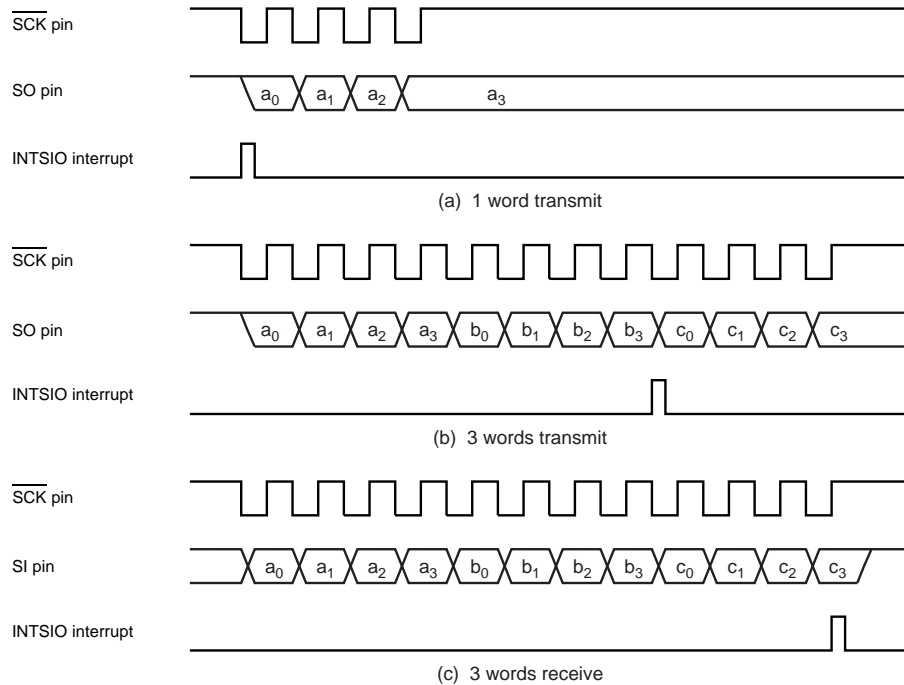 SCK pin
SO pin a0 a1 a2 a3
INTSIO interrupt
(a) 1 word transmit
SCK pin
SO pin a0 a1 a2 a3 b0 b1 b2 b3 c0 c1 c2 c3
INTSIO interrupt
(b) 3 words transmit
SCK pin
SI pin a0 a1 a2 a3 b0 b1 b2 b3 c0 c1 c2 c3
INTSIO interrupt
(c) 3 words receive